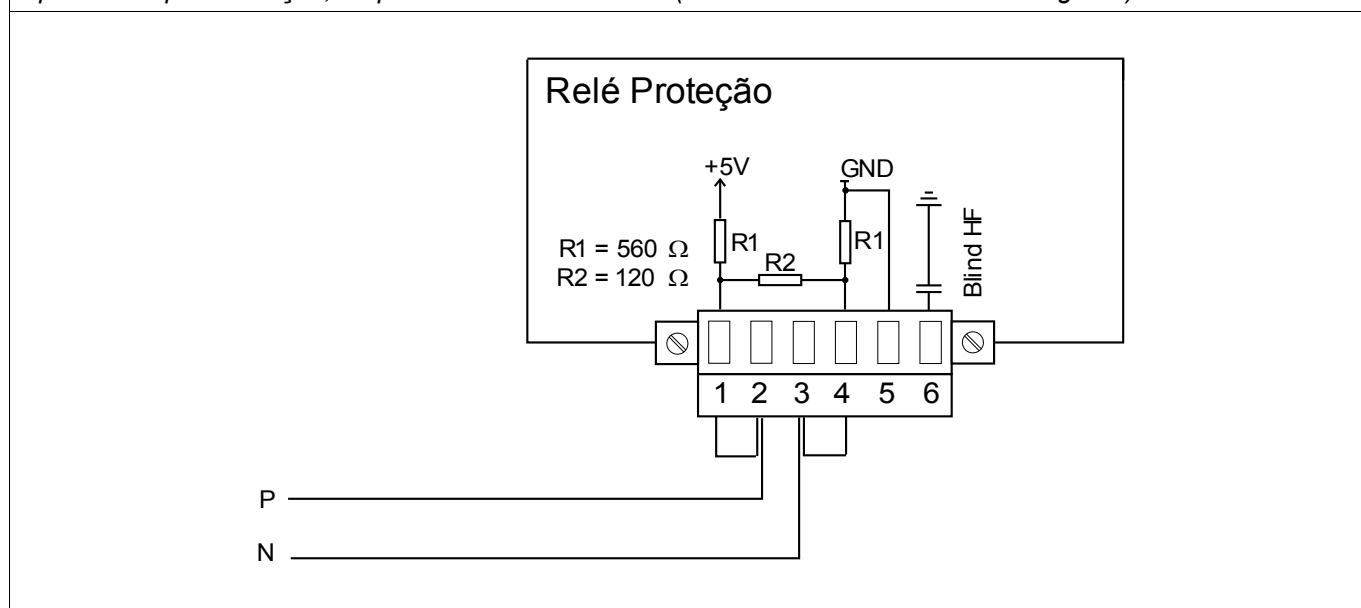 Relé Proteção
+5V
GND
R1 = 560 Ω
R1
R1
R2 = 120 Ω
R2
Blind HF
1 2 3 4 5 6
P
N